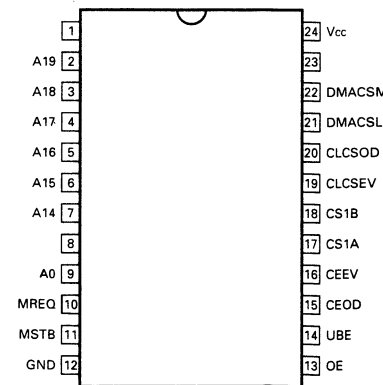 1 24 Vcc
A19 2 23
A18 3 22 DMACSM
A17 4 21 DMACSL
A16 5 20 CLCSOD
A15 6 19 CLCSEV
A14 7 18 CS1B
8 17 CS1A
A0 9 16 CEEV
MREQ 10 15 CEOD
MSTB 11 14 UBE
GND 12 13 OE